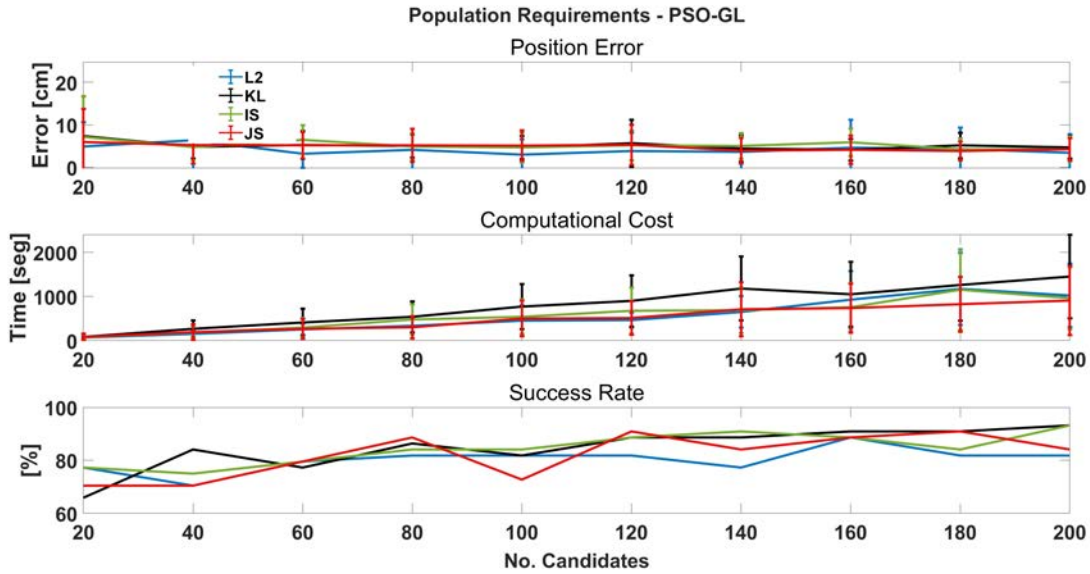 Population Requirements - PSO-GL
Position Error
Error [cm]
20
10
0
L2
KL
IS
JS
20 40 60 80 100 120 140 160 180 200
Computational Cost
Time [seg]
2000
1000
0
20 40 60 80 100 120 140 160 180 200
Success Rate
[%]
100
80
60
20 40 60 80 100 120 140 160 180 200
No. Candidates